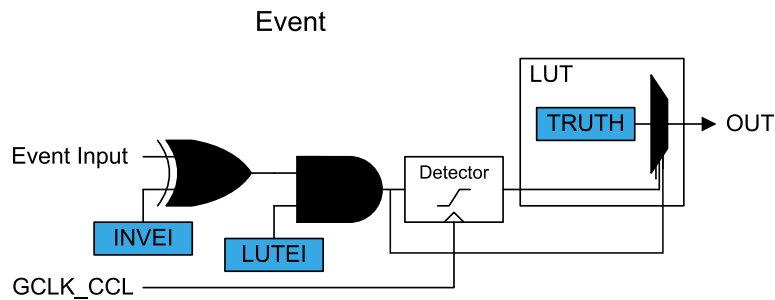 Event
LUT
TRUTH
OUT
Event Input
Detector
INVEI
LUTEI
GCLK_CCL